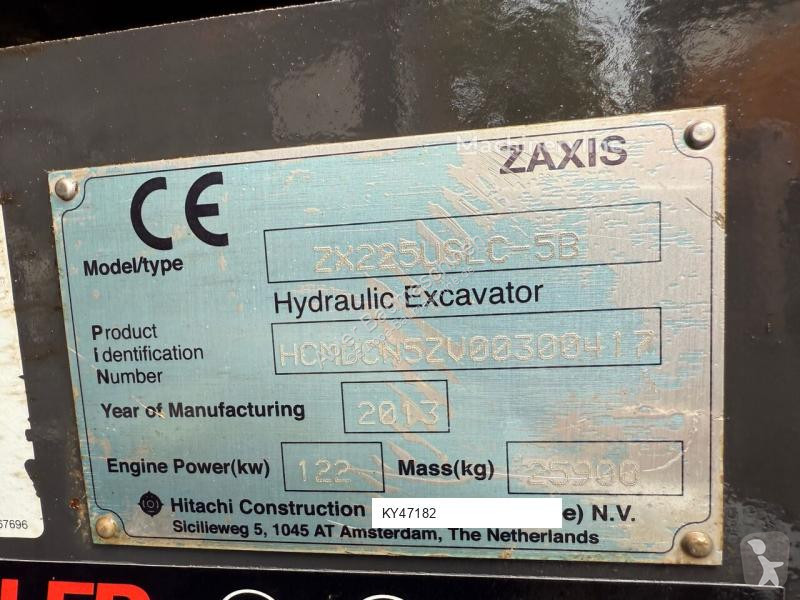 ZAXIS
CE
Model/type ZX225USLC-5B
Hydraulic Excavator
Product
Identification HCMDCN5ZV00300417
Number
Year of Manufacturing 2013
Engine Power(kw) 122 Mass(kg) 25900
Hitachi Construction KY47182 e) N.V.
Sicilieweg 5, 1045 AT Amsterdam, The Netherlands
67696